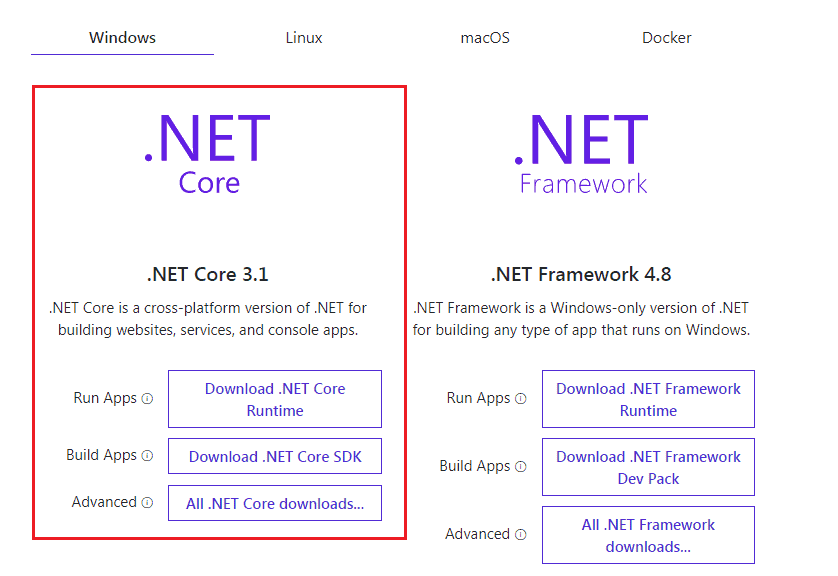 Windows
Linux
macOS
Docker
.NET
Core
.NET Core 3.1
.NET Core is a cross-platform version of .NET for
building websites, services, and console apps.
Run Apps
Download .NET Core
Runtime
Build Apps
Download .NET Core SDK
Advanced
All .NET Core downloads...
.NET
Framework
.NET Framework 4.8
.NET Framework is a Windows-only version of .NET
for building any type of app that runs on Windows.
Run Apps
Download .NET Framework
Runtime
Build Apps
Download .NET Framework
Dev Pack
Advanced
All .NET Framework
downloads...